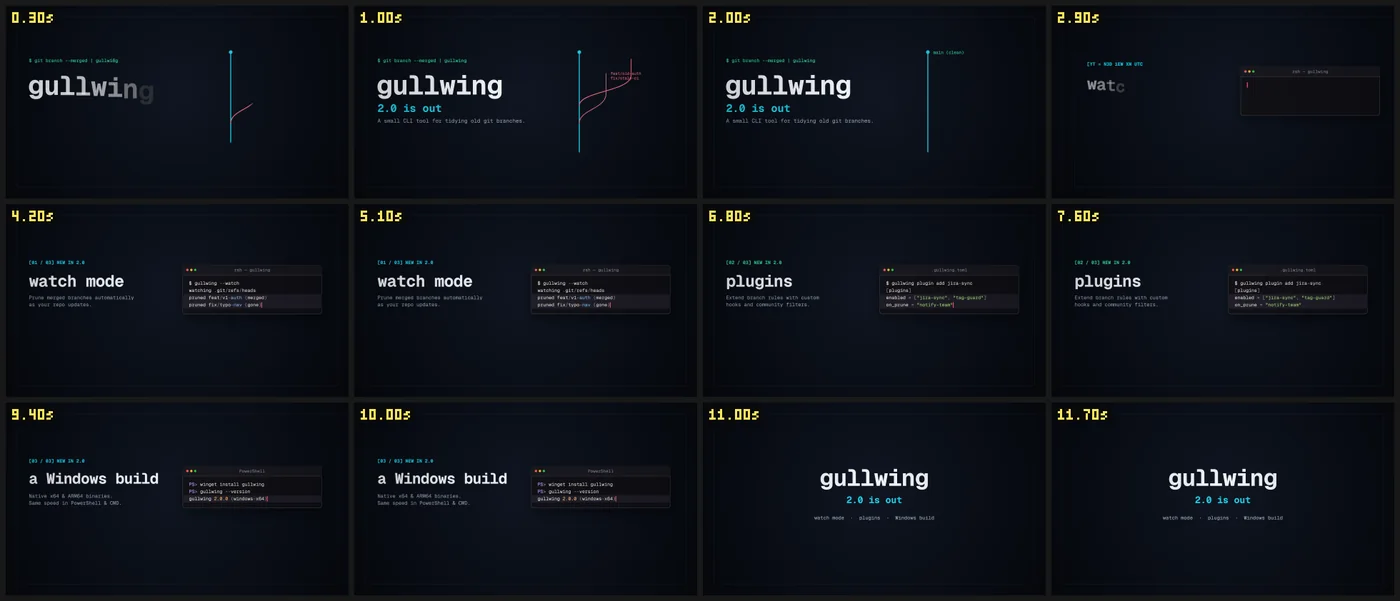 0.30s
$ git branch --merged | gullwi
gullwing
1.00s
$ git branch --merged | gullwing
gullwing
2.0 is out
A small CLI tool for tidying old git branches.
2.00s
$ git branch --merged | gullwing
gullwing
2.0 is out
A small CLI tool for tidying old git branches.
main (clean)
2.90s
watc
zsh — gullwing
4.20s
[01 / 03] NEW IN 2.0
watch mode
Prune merged branches automatically
as your repo updates.
zsh — gullwing
$ gullwing --watch
watching .git/refs/heads
pruned feat/v1-auth (merged)
pruned fix/typo-nav (gone)
5.10s
[01 / 03] NEW IN 2.0
watch mode
Prune merged branches automatically
as your repo updates.
zsh — gullwing
$ gullwing --watch
watching .git/refs/heads
pruned feat/v1-auth (merged)
pruned fix/typo-nav (gone)
6.80s
[02 / 03] NEW IN 2.0
plugins
Extend branch rules with custom
hooks and community filters.
.gullwing.toml
$ gullwing plugin add jira-sync
[plugins]
enabled = ["jira-sync", "tag-guard"]
on_prune = "notify-team"
7.60s
[02 / 03] NEW IN 2.0
plugins
Extend branch rules with custom
hooks and community filters.
.gullwing.toml
$ gullwing plugin add jira-sync
[plugins]
enabled = ["jira-sync", "tag-guard"]
on_prune = "notify-team"
9.40s
[03 / 03] NEW IN 2.0
a Windows build
Native x64 & ARM64 binaries.
Same speed in PowerShell & CMD.
PowerShell
PS> winget install gullwing
PS> gullwing --version
gullwing 2.0.0 (windows-x64)
10.00s
[03 / 03] NEW IN 2.0
a Windows build
Native x64 & ARM64 binaries.
Same speed in PowerShell & CMD.
PowerShell
PS> winget install gullwing
PS> gullwing --version
gullwing 2.0.0 (windows-x64)
11.00s
gullwing
2.0 is out
watch mode · plugins · Windows build
11.70s
gullwing
2.0 is out
watch mode · plugins · Windows build